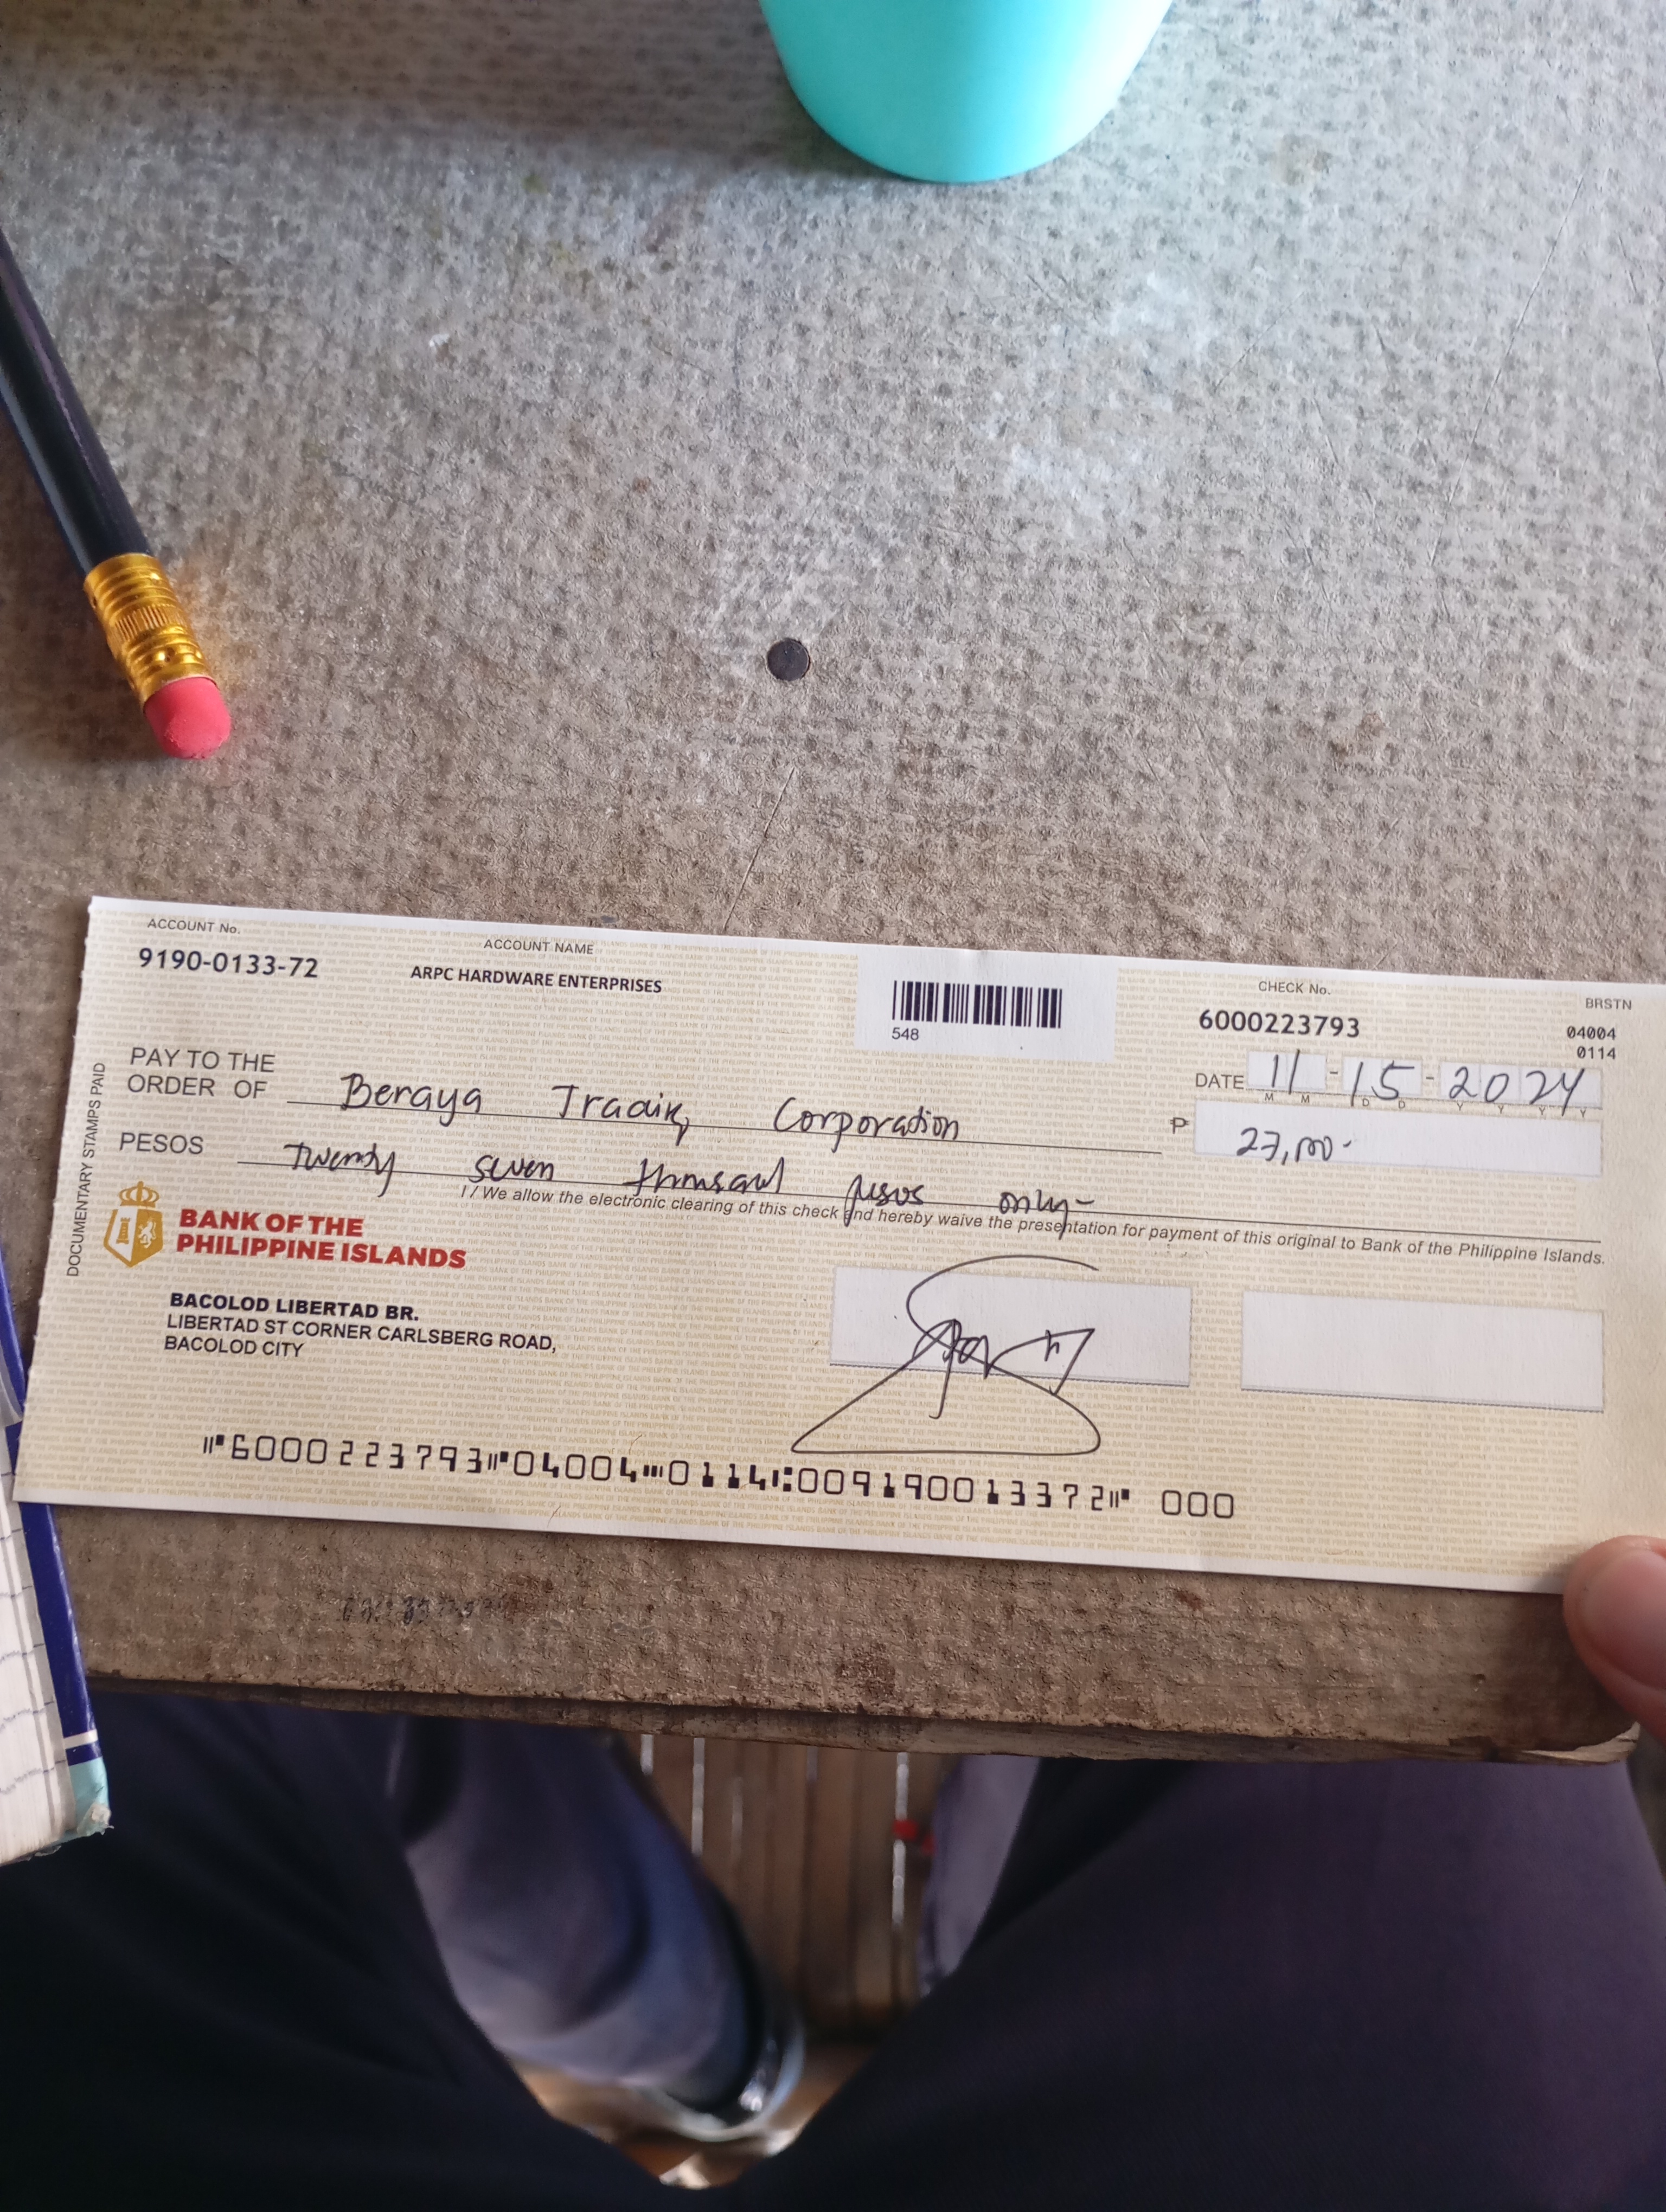 ACCOUNT No.
9190-0133-72
ACCOUNT NAME
ARPC HARDWARE ENTERPRISES
548
CHECK No.
6000223793
BRSTN
04004
0114
DATE 11-15-2024
M M D D Y Y Y Y
PAY TO THE
ORDER OF Beraya Trading Corporation
₱ 27,000.
PESOS Twenty seven thousand pesos only-
I / We allow the electronic clearing of this check and hereby waive the presentation for payment of this original to Bank of the Philippine Islands.
DOCUMENTARY STAMPS PAID
BANK OF THE
PHILIPPINE ISLANDS
BACOLOD LIBERTAD BR.
LIBERTAD ST CORNER CARLSBERG ROAD,
BACOLOD CITY
⑈6000223793⑈04004⑉0114⑆009190013372⑈ 000